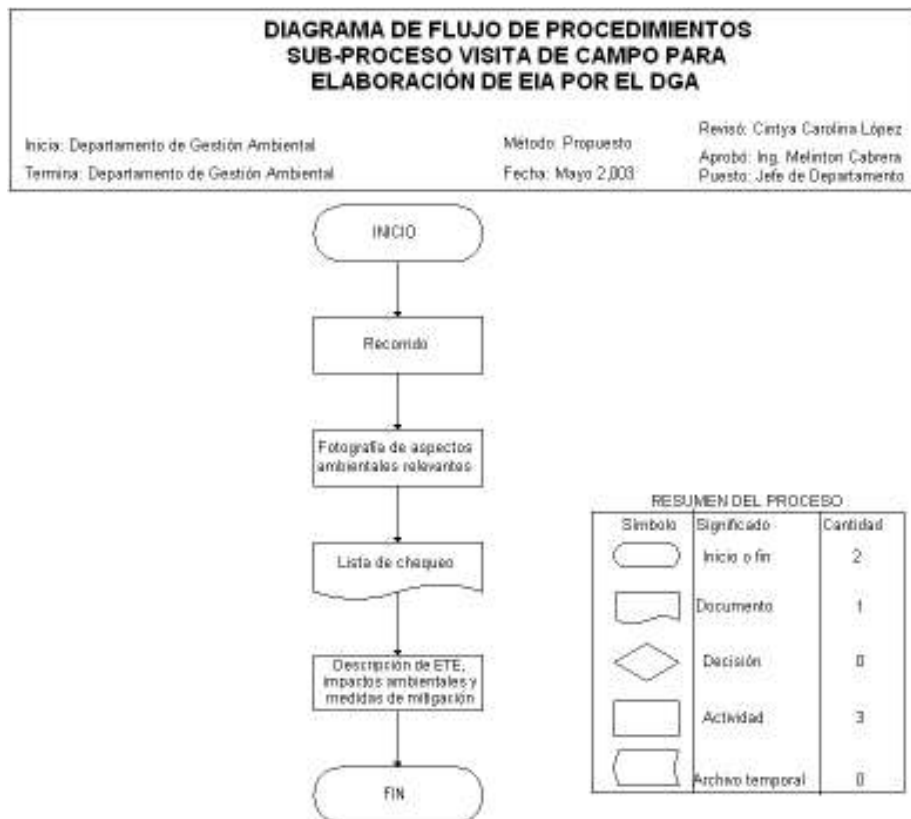 DIAGRAMA DE FLUJO DE PROCEDIMIENTOS
SUB-PROCESO VISITA DE CAMPO PARA
ELABORACIÓN DE EIA POR EL DGA
Inicia: Departamento de Gestión Ambiental
Termina: Departamento de Gestión Ambiental
Método: Propuesto
Fecha: Mayo 2,003
Revisó: Cintya Carolina López
Aprobó: Ing. Melinton Cabrera
Puesto: Jefe de Departamento
INICIO
Recorrido
Fotografía de aspectos
ambientales relevantes
Lista de chequeo
Descripción de ETE,
impactos ambientales y
medidas de mitigación
FIN
RESUMEN DEL PROCESO
Símbolo Significado Cantidad
Inicio o fin 2
Documento 1
Decisión 0
Actividad 3
Archivo temporal 0